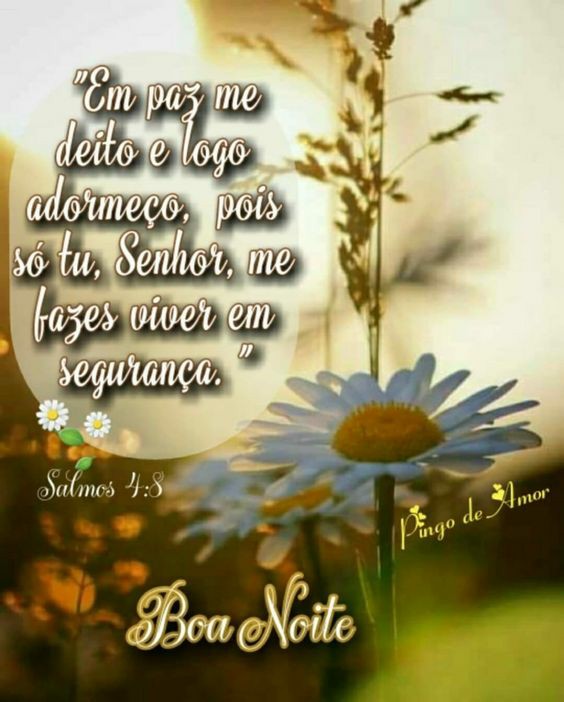 "Em paz me
deito e logo
adormeço, pois
só tu, Senhor, me
fazes viver em
segurança. "
Salmos 4:8
Pingo de Amor
Boa Noite